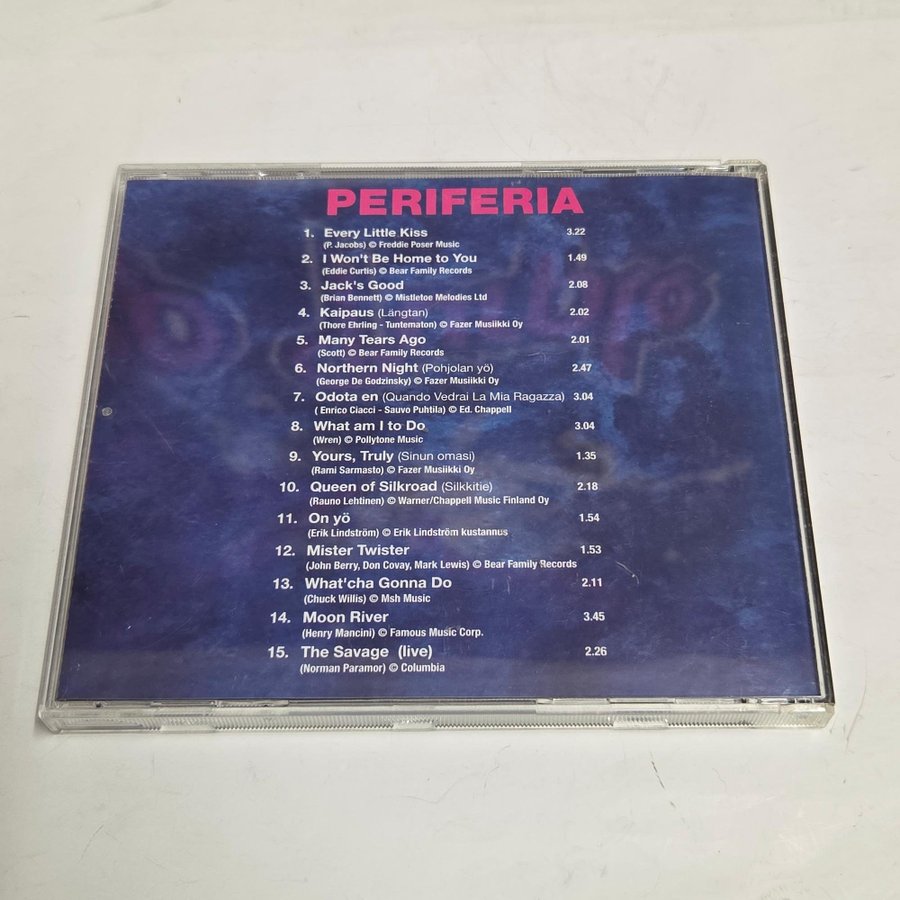 PERIFERIA
1. Every Little Kiss 3.22
(P. Jacobs) © Freddie Poser Music
2. I Won't Be Home to You 1.49
(Eddie Curtis) © Bear Family Records
3. Jack's Good 2.08
(Brian Bennett) © Mistletoe Melodies Ltd
4. Kaipaus (Längtan) 2.02
(Thore Ehrling - Tuntematon) © Fazer Musiikki Oy
5. Many Tears Ago 2.01
(Scott) © Bear Family Records
6. Northern Night (Pohjolan yö) 2.47
(George De Godzinsky) © Fazer Musiikki Oy
7. Odota en (Quando Vedrai La Mia Ragazza) 3.04
( Enrico Ciacci - Sauvo Puhtila) © Ed. Chappell
8. What am I to Do 3.04
(Wren) © Pollytone Music
9. Yours, Truly (Sinun omasi) 1.35
(Rami Sarmasto) © Fazer Musiikki Oy
10. Queen of Silkroad (Silkkitie) 2.18
(Rauno Lehtinen) © Warner/Chappell Music Finland Oy
11. On yö 1.54
(Erik Lindström) © Erik Lindström kustannus
12. Mister Twister 1.53
(John Berry, Don Covay, Mark Lewis) © Bear Family Records
13. What'cha Gonna Do 2.11
(Chuck Willis) © Msh Music
14. Moon River 3.45
(Henry Mancini) © Famous Music Corp.
15. The Savage (live) 2.26
(Norman Paramor) © Columbia